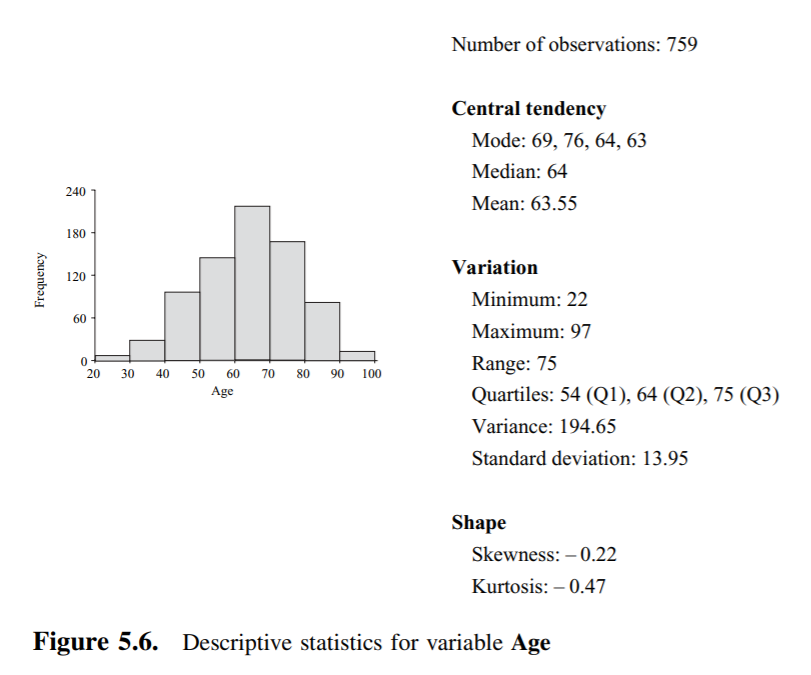 Number of observations: 759
Central tendency
Mode: 69, 76, 64, 63
Median: 64
Mean: 63.55
Variation
Minimum: 22
Maximum: 97
Range: 75
Quartiles: 54 (Q1), 64 (Q2), 75 (Q3)
Variance: 194.65
Standard deviation: 13.95
Shape
Skewness: – 0.22
Kurtosis: – 0.47
240
180
120
60
0
Frequency
20 30 40 50 60 70 80 90 100
Age
Figure 5.6. Descriptive statistics for variable Age